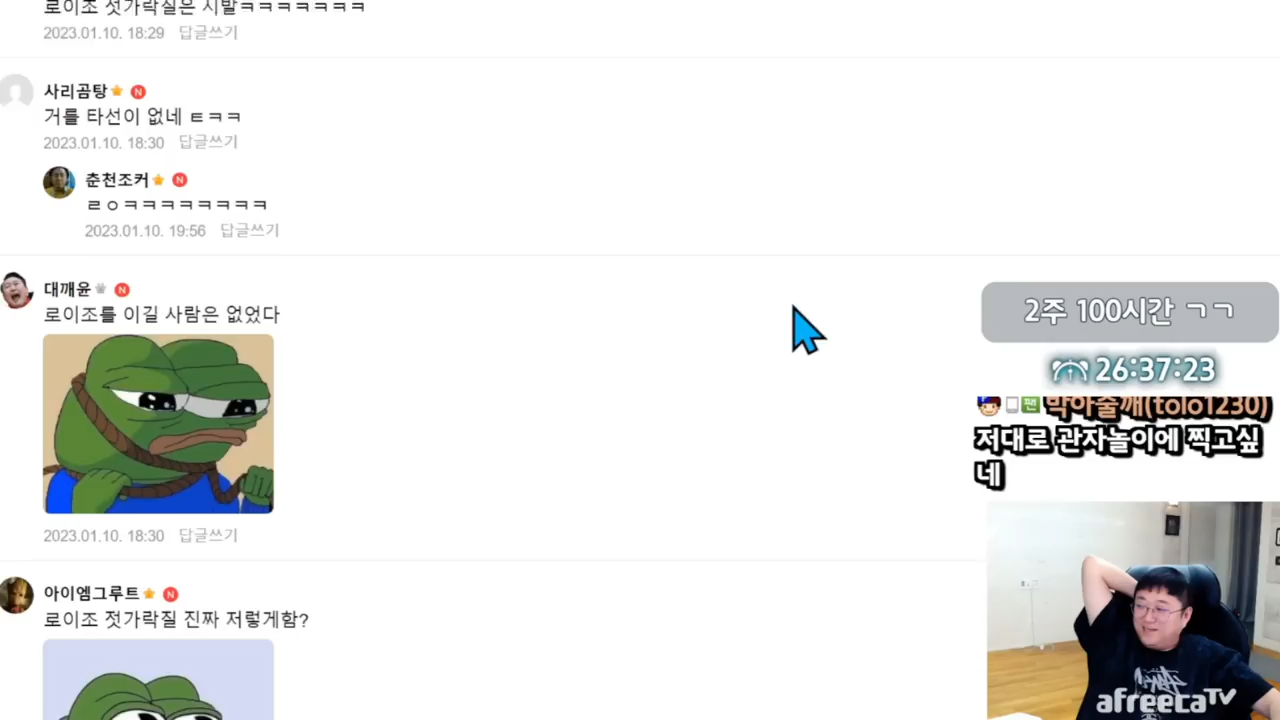 로이조 젓가락질은 시발ㅋㅋㅋㅋㅋㅋㅋ
2023.01.10. 18:29 답글쓰기
사리곰탕 N
거를 타선이 없네 ㅌㅋㅋ
2023.01.10. 18:30 답글쓰기
춘천조커 N
ㄹㅇㅋㅋㅋㅋㅋㅋㅋㅋ
2023.01.10. 19:56 답글쓰기
대깨윤 N
로이조를 이길 사람은 없었다
2023.01.10. 18:30 답글쓰기
아이엠그루트 N
로이조 젓가락질 진짜 저렇게함?
2주 100시간 ㄱㄱ
26:37:23
팬 박아술깨(tolo1230)
저대로 관자놀이에 찍고싶
네
afreecaTV